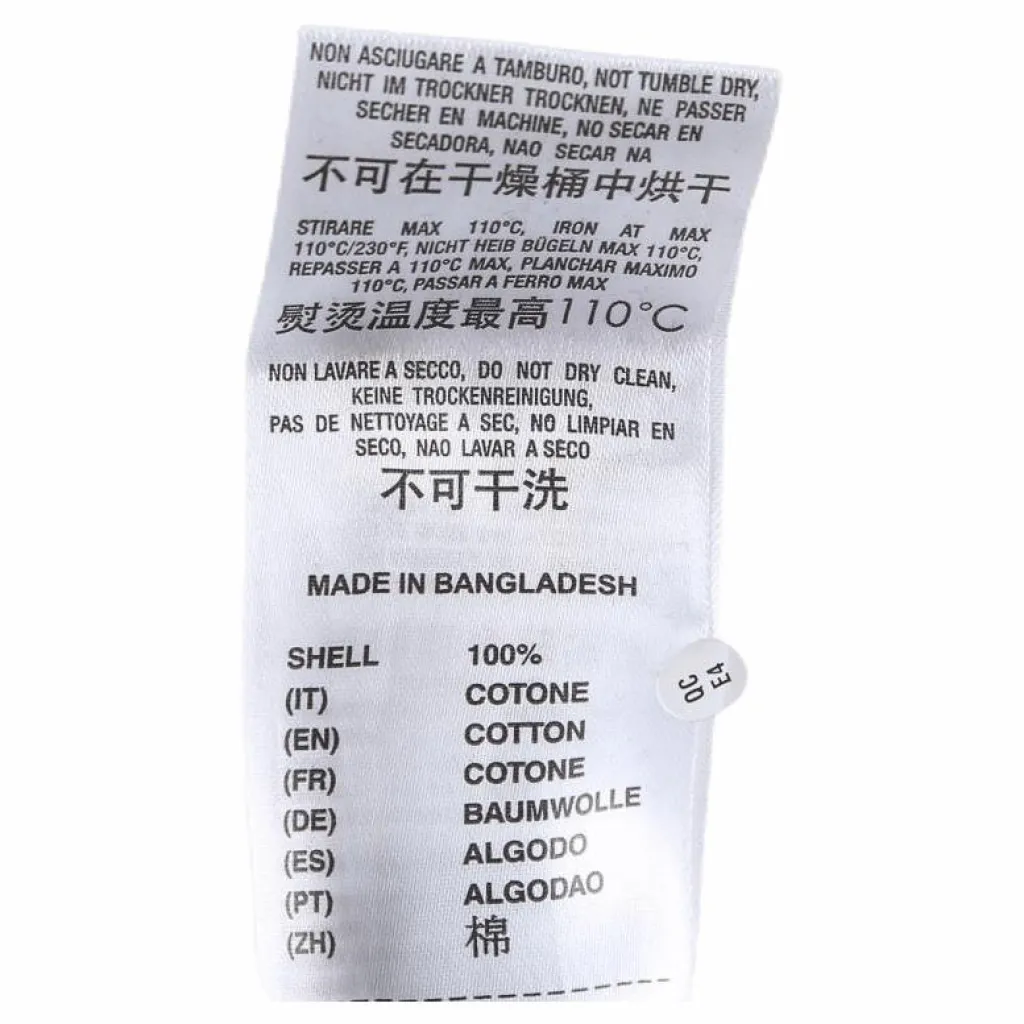 NON ASCIUGARE A TAMBURO, NOT TUMBLE DRY,
NICHT IM TROCKNER TROCKNEN, NE PASSER
SECHER EN MACHINE, NO SECAR EN
SECADORA, NAO SECAR NA
不可在干燥桶中烘干
STIRARE MAX 110°C, IRON AT MAX
110°C/230°F, NICHT HEIB BÜGELN MAX 110°C,
REPASSER A 110°C MAX, PLANCHAR MAXIMO
110°C, PASSAR A FERRO MAX
熨烫温度最高110°C
NON LAVARE A SECCO, DO NOT DRY CLEAN,
KEINE TROCKENREINIGUNG,
PAS DE NETTOYAGE A SEC, NO LIMPIAR EN
SECO, NAO LAVAR A SECO
不可干洗
MADE IN BANGLADESH
SHELL 100%
(IT) COTONE
(EN) COTTON
(FR) COTONE
(DE) BAUMWOLLE
(ES) ALGODO
(PT) ALGODAO
(ZH) 棉
QC
E4